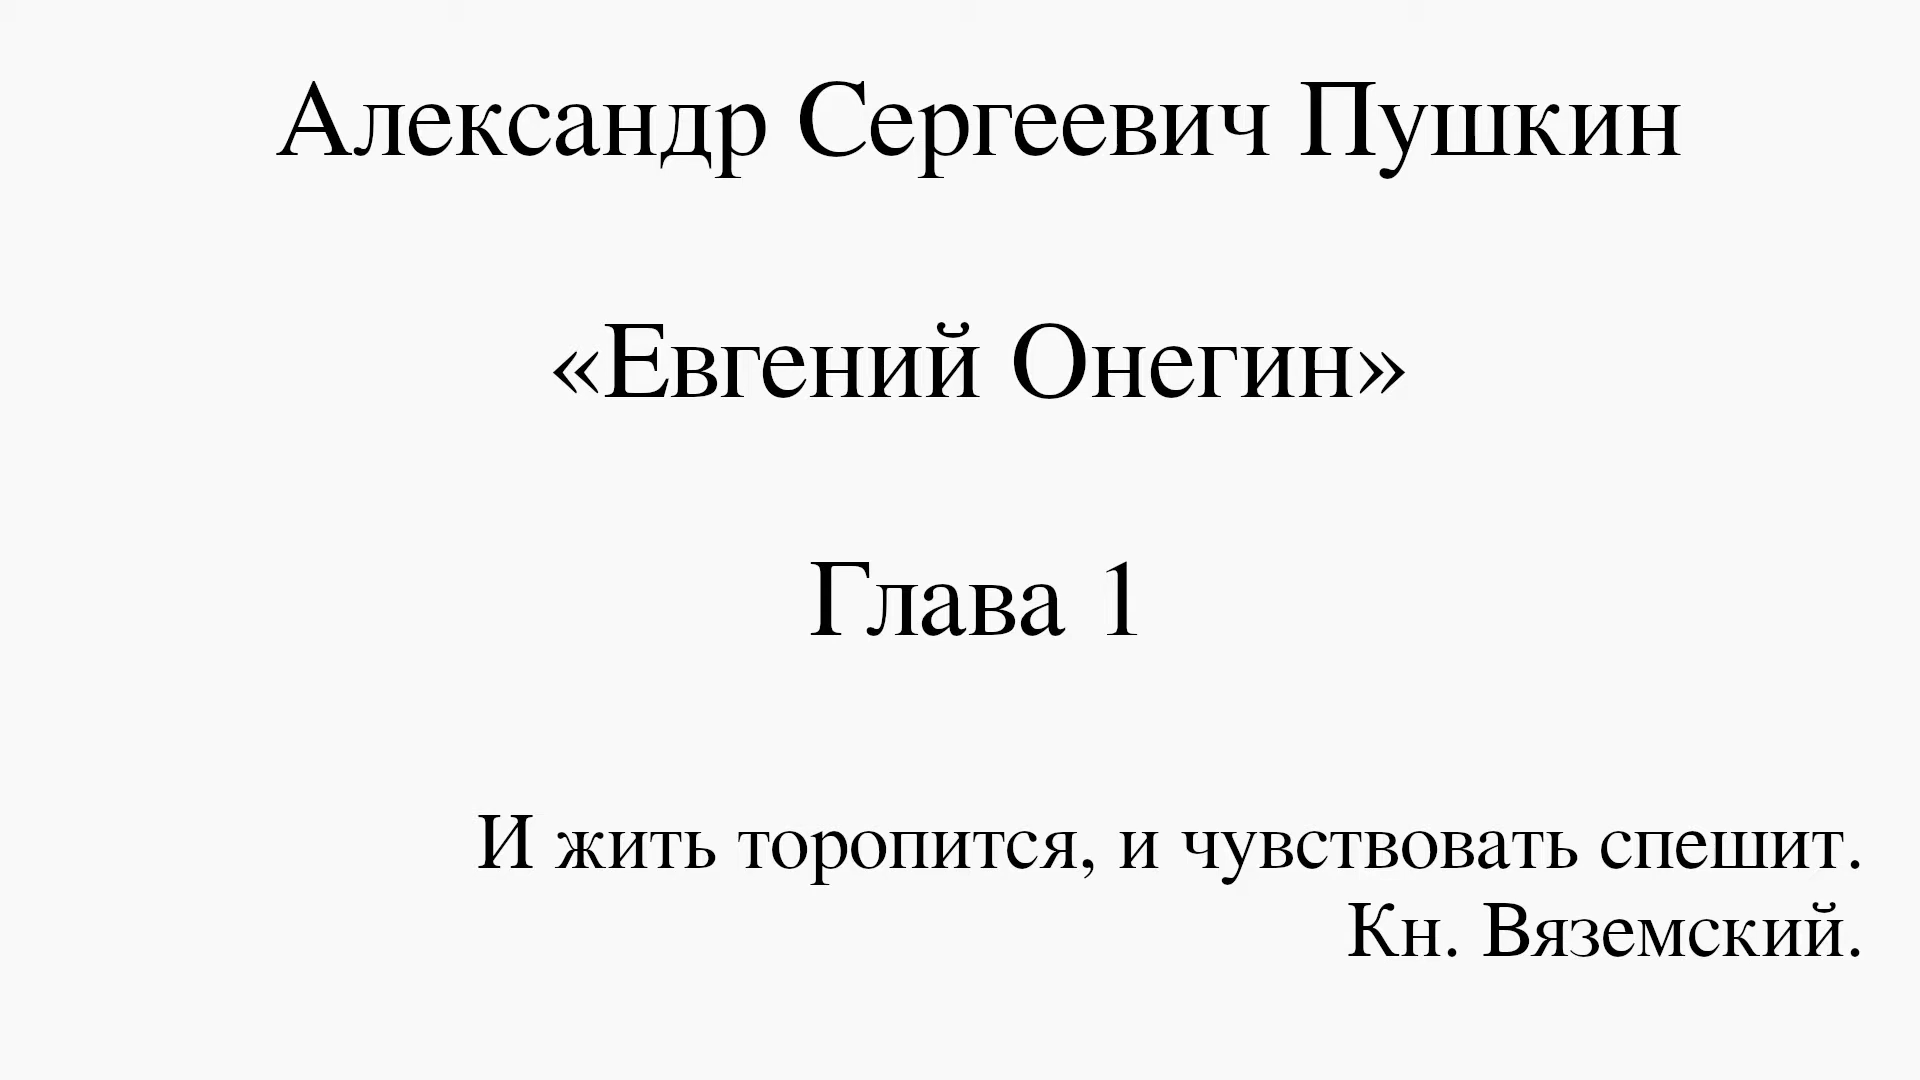 Александр Сергеевич Пушкин
«Евгений Онегин»
Глава 1
И жить торопится, и чувствовать спешит.
Кн. Вяземский.